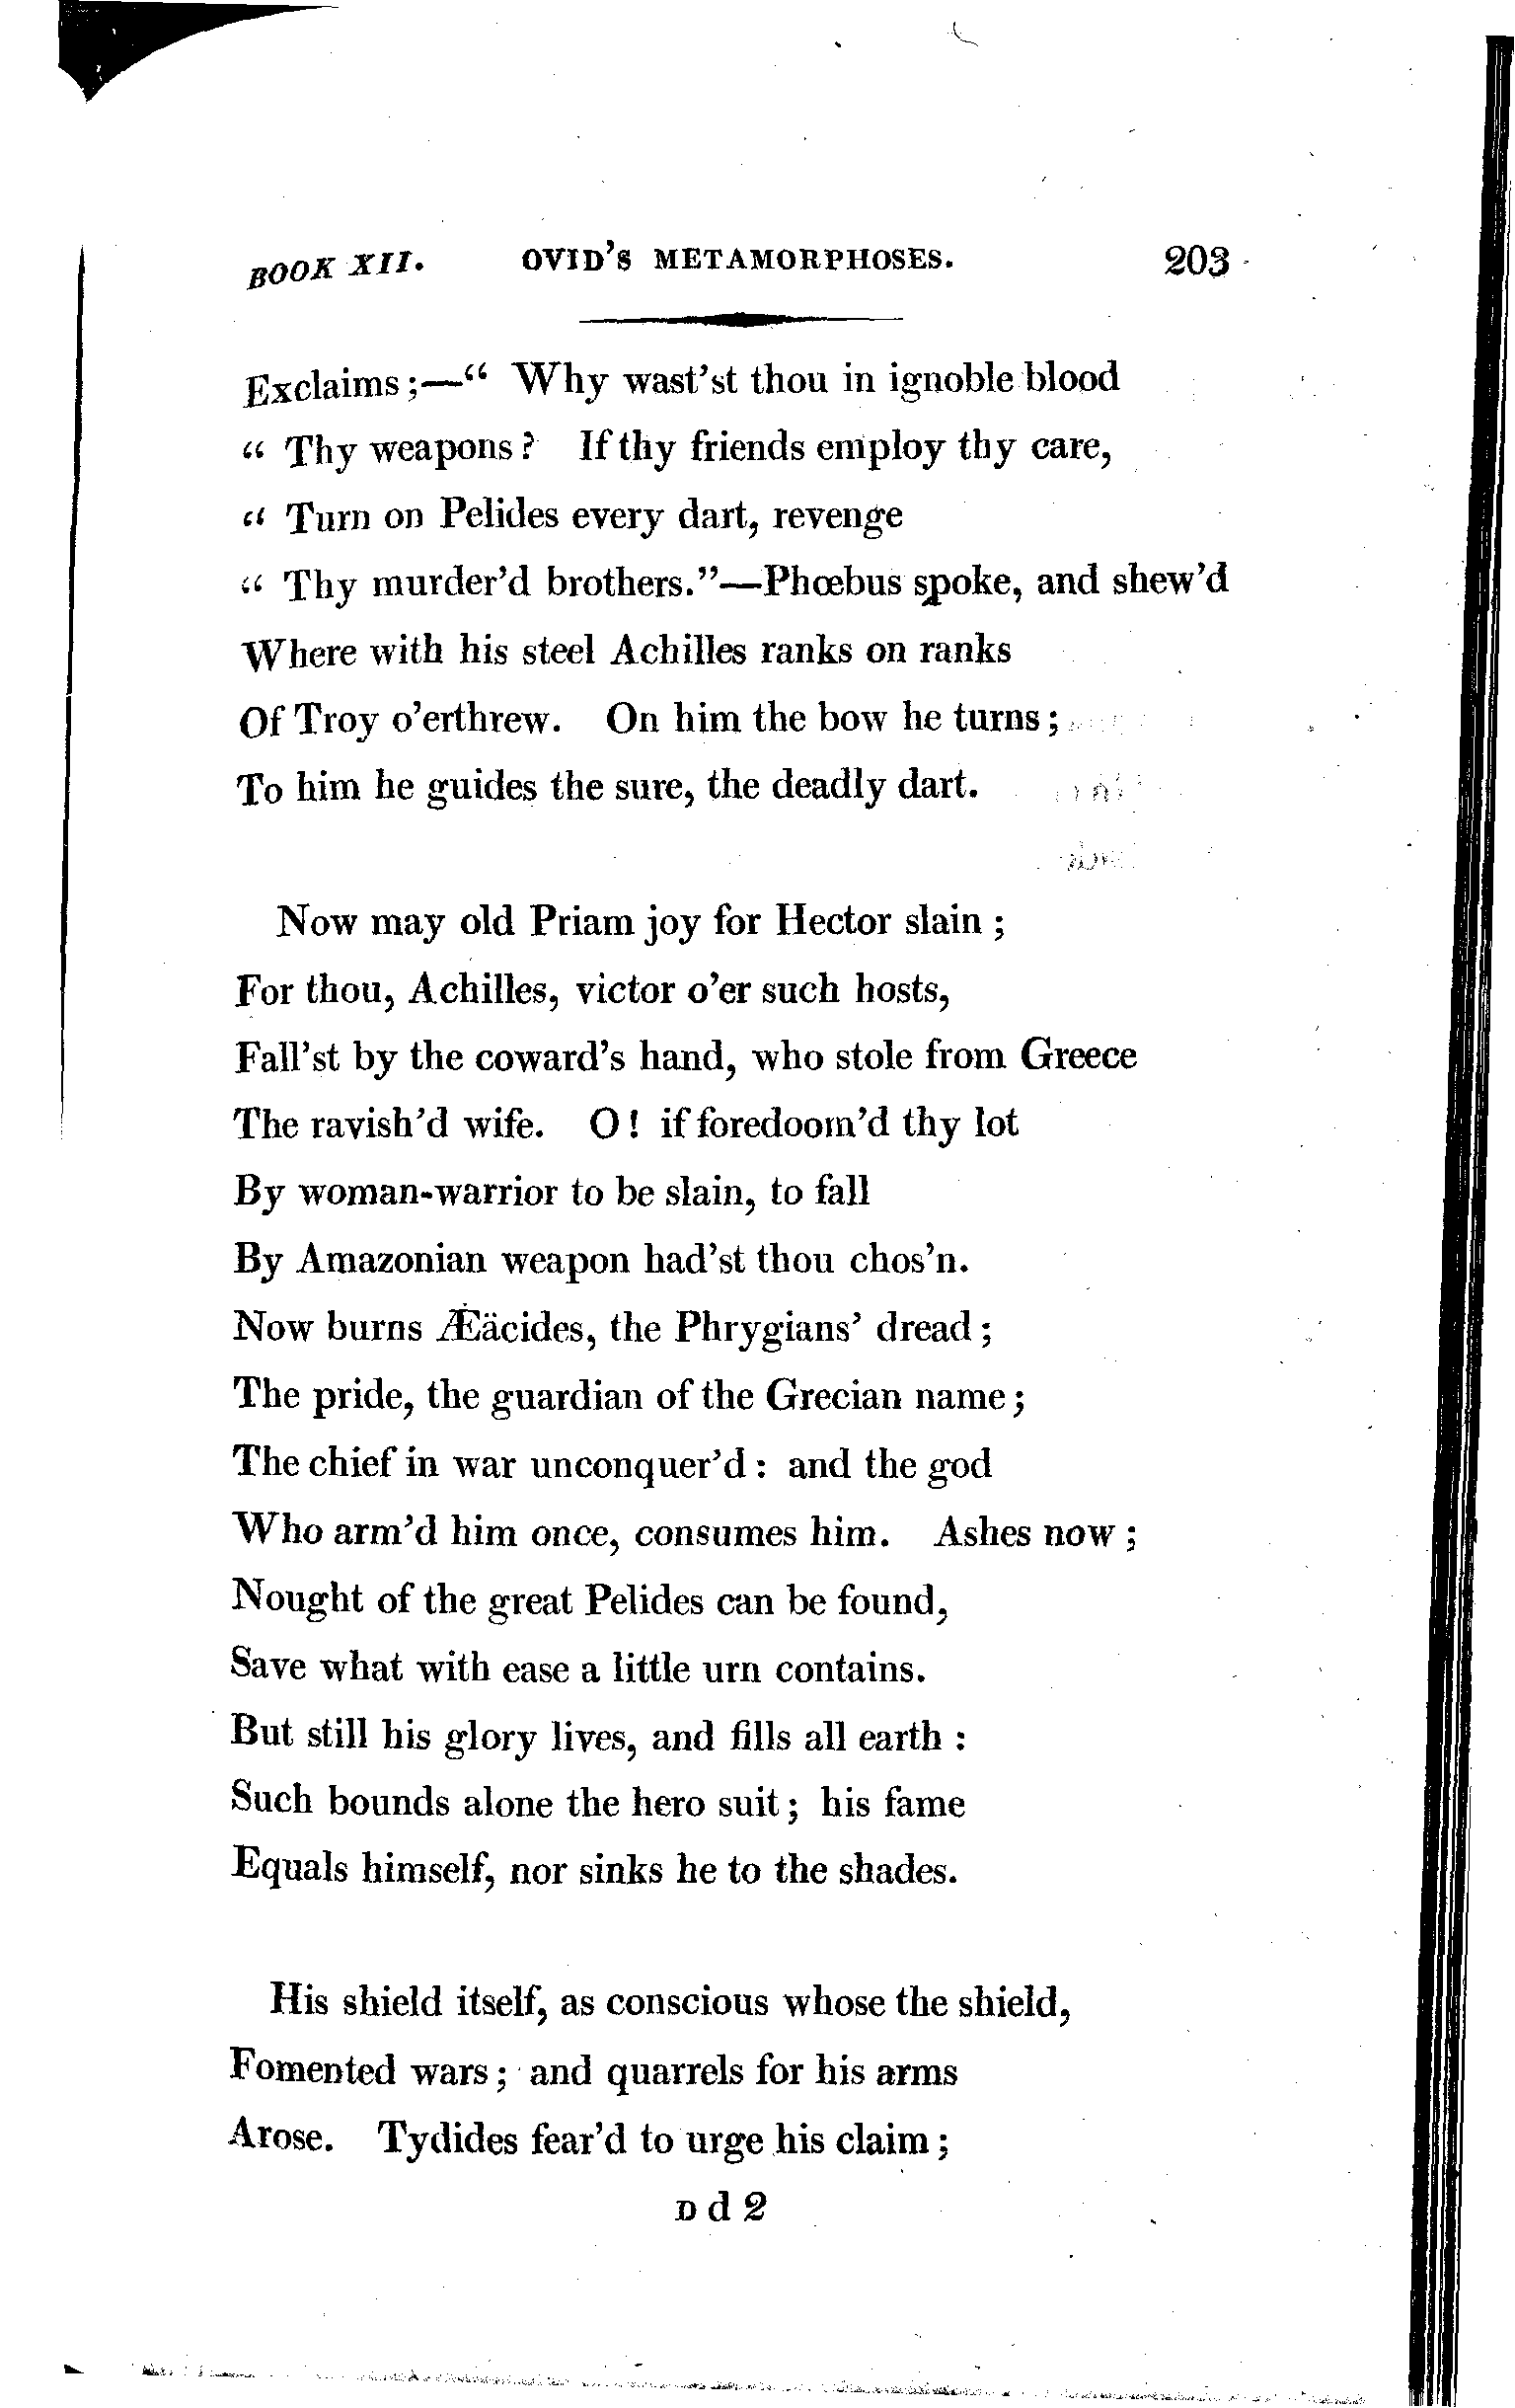 BOOK XII. OVID'S METAMORPHOSES. 203
Exclaims;—“ Why wast'st thou in ignoble blood
“ Thy weapons? If thy friends employ thy care,
“ Turn on Pelides every dart, revenge
“ Thy murder'd brothers.”—Phœbus spoke, and shew'd
Where with his steel Achilles ranks on ranks
Of Troy o'erthrew. On him the bow he turns;
To him he guides the sure, the deadly dart.
Now may old Priam joy for Hector slain;
For thou, Achilles, victor o'er such hosts,
Fall'st by the coward's hand, who stole from Greece
The ravish'd wife. O! if foredoom'd thy lot
By woman-warrior to be slain, to fall
By Amazonian weapon had'st thou chos'n.
Now burns Æäcides, the Phrygians' dread;
The pride, the guardian of the Grecian name;
The chief in war unconquer'd: and the god
Who arm'd him once, consumes him. Ashes now;
Nought of the great Pelides can be found,
Save what with ease a little urn contains.
But still his glory lives, and fills all earth:
Such bounds alone the hero suit; his fame
Equals himself, nor sinks he to the shades.
His shield itself, as conscious whose the shield,
Fomented wars; and quarrels for his arms
Arose. Tydides fear'd to urge his claim;
D d 2